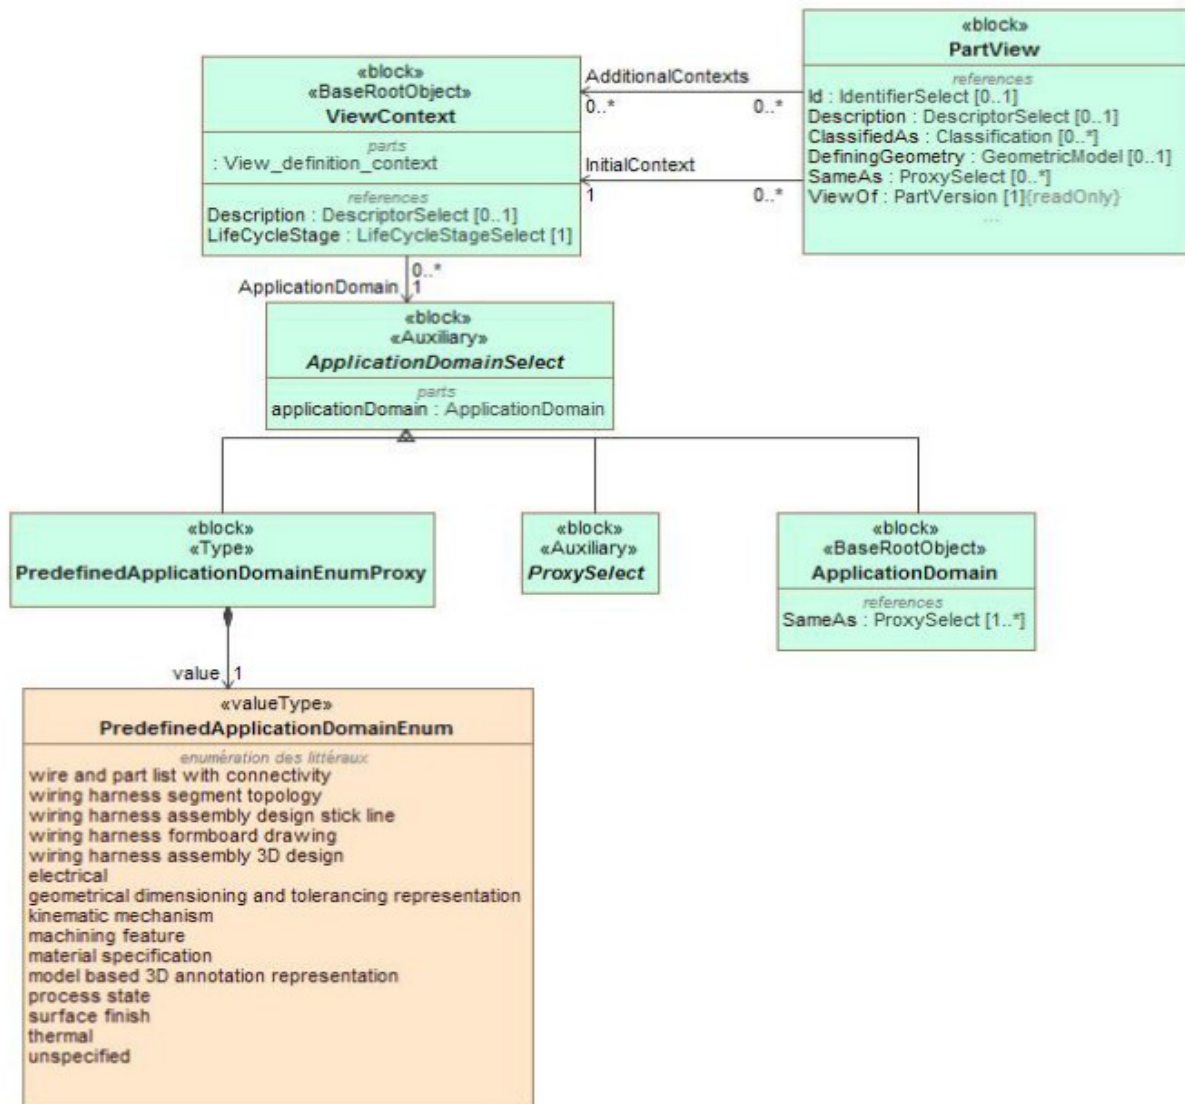 «block»
PartView
references
Id : IdentifierSelect [0..1]
Description : DescriptorSelect [0..1]
ClassifiedAs : Classification [0..*]
DefiningGeometry : GeometricModel [0..1]
SameAs : ProxySelect [0..*]
ViewOf : PartVersion [1]{readOnly}
...
«block»
«BaseRootObject»
ViewContext
parts
: View_definition_context
references
Description : DescriptorSelect [0..1]
LifeCycleStage : LifeCycleStageSelect [1]
AdditionalContexts
0..* 0..*
InitialContext
1 0..*
0..*
ApplicationDomain 1
«block»
«Auxiliary»
ApplicationDomainSelect
parts
applicationDomain : ApplicationDomain
«block»
«Type»
PredefinedApplicationDomainEnumProxy
«block»
«Auxiliary»
ProxySelect
«block»
«BaseRootObject»
ApplicationDomain
references
SameAs : ProxySelect [1..*]
value 1
«valueType»
PredefinedApplicationDomainEnum
enumération des littéraux
wire and part list with connectivity
wiring harness segment topology
wiring harness assembly design stick line
wiring harness formboard drawing
wiring harness assembly 3D design
electrical
geometrical dimensioning and tolerancing representation
kinematic mechanism
machining feature
material specification
model based 3D annotation representation
process state
surface finish
thermal
unspecified